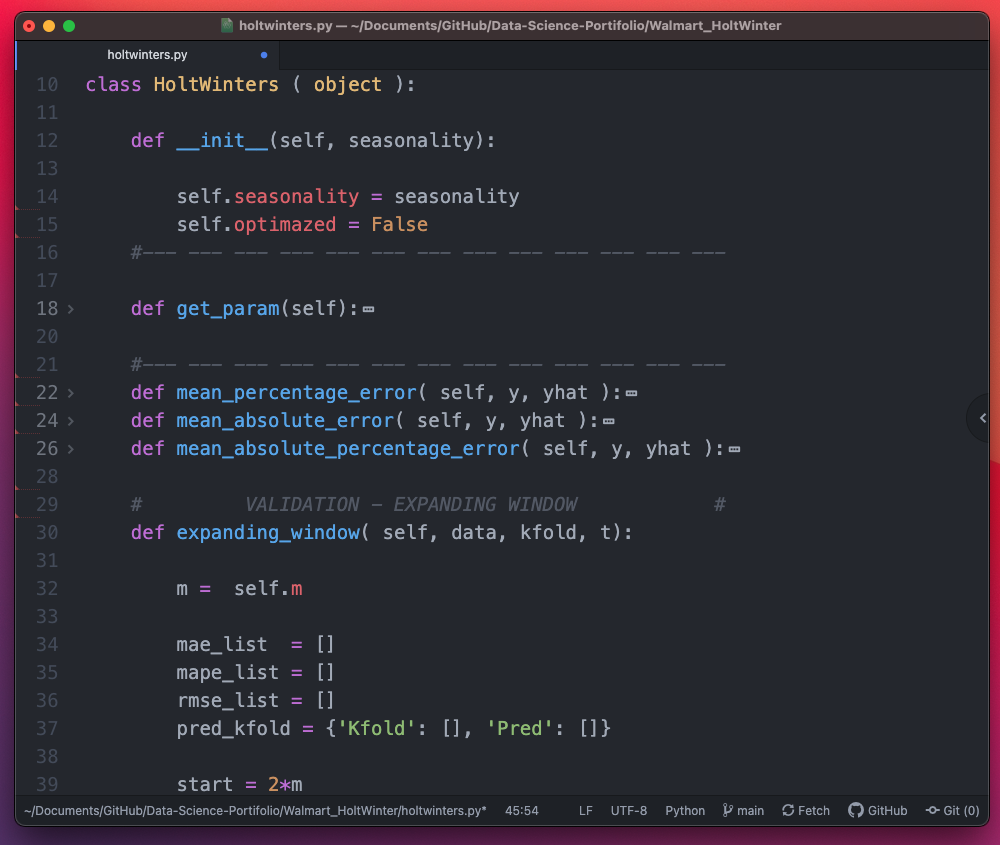 holtwinters.py — ~/Documents/GitHub/Data-Science-Portifolio/Walmart_HoltWinter
holtwinters.py
10 class HoltWinters ( object ):
11
12 def __init__(self, seasonality):
13
14 self.seasonality = seasonality
15 self.optimazed = False
16 #--- --- --- --- --- --- --- --- --- --- --- --- ---
17
18 def get_param(self):
20
21 #--- --- --- --- --- --- --- --- --- --- --- --- ---
22 def mean_percentage_error( self, y, yhat ):
24 def mean_absolute_error( self, y, yhat ):
26 def mean_absolute_percentage_error( self, y, yhat ):
28
29 # VALIDATION - EXPANDING WINDOW #
30 def expanding_window( self, data, kfold, t):
31
32 m =  self.m
33
34 mae_list  = []
35 mape_list = []
36 rmse_list = []
37 pred_kfold = {'Kfold': [], 'Pred': []}
38
39 start = 2*m
~/Documents/GitHub/Data-Science-Portifolio/Walmart_HoltWinter/holtwinters.py* 45:54 LF UTF-8 Python main Fetch GitHub Git (0)